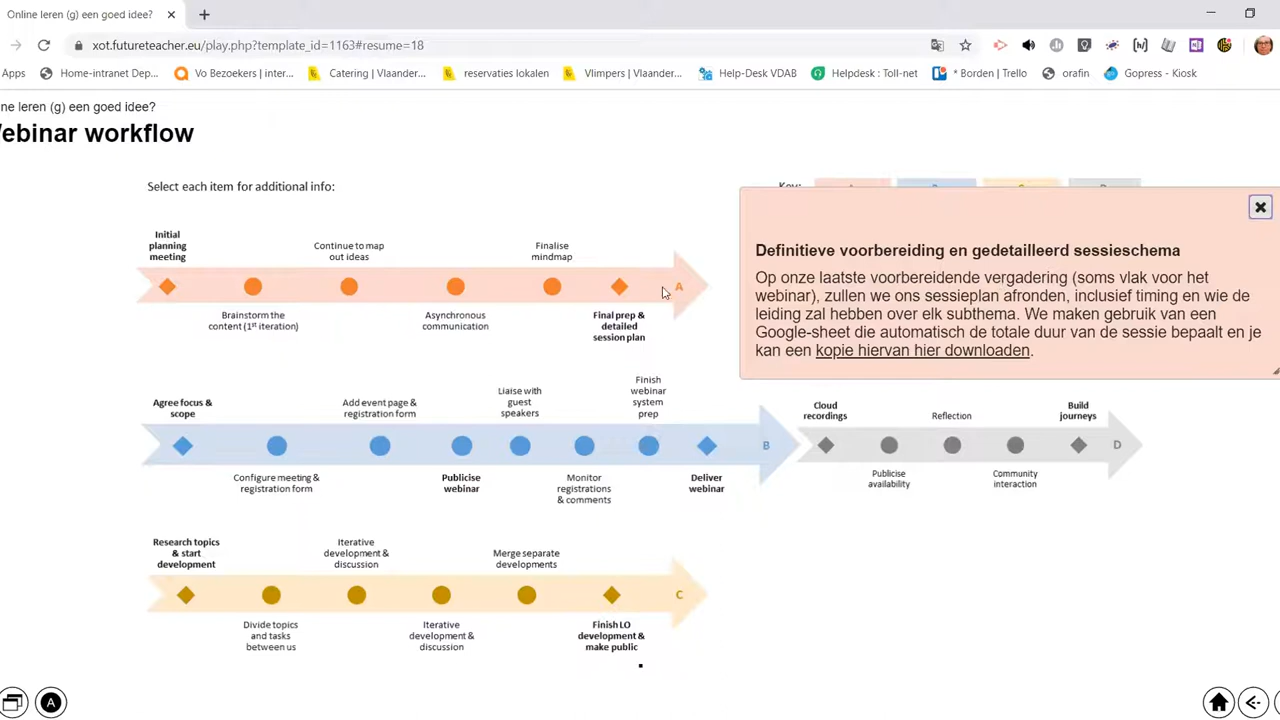 Online leren (g) een goed idee?
xot.futureteacher.eu/play.php?template_id=1163#resume=18
Apps
Home-intranet Dep...
Vo Bezoekers | inter...
Catering | Vlaander...
reservaties lokalen
Vlimpers | Vlaander...
Help-Desk VDAB
Helpdesk : Toll-net
* Borden | Trello
orafin
Gopress - Kiosk
ne leren (g) een goed idee?
ebinar workflow
Select each item for additional info:
Key:
Initial
planning
meeting
Continue to map
out ideas
Finalise
mindmap
A
Brainstorm the
content (1st iteration)
Asynchronous
communication
Final prep &
detailed
session plan
Definitieve voorbereiding en gedetailleerd sessieschema
Op onze laatste voorbereidende vergadering (soms vlak voor het
webinar), zullen we ons sessieplan afronden, inclusief timing en wie de
leiding zal hebben over elk subthema. We maken gebruik van een
Google-sheet die automatisch de totale duur van de sessie bepaalt en je
kan een kopie hiervan hier downloaden.
Agree focus &
scope
Add event page &
registration form
Liaise with
guest
speakers
Finish
webinar
system
prep
Cloud
recordings
Reflection
Build
journeys
B
D
Configure meeting &
registration form
Publicise
webinar
Monitor
registrations
& comments
Deliver
webinar
Publicise
availability
Community
interaction
Research topics
& start
development
Iterative
development &
discussion
Merge separate
developments
C
Divide topics
and tasks
between us
Iterative
development &
discussion
Finish LO
development &
make public
A